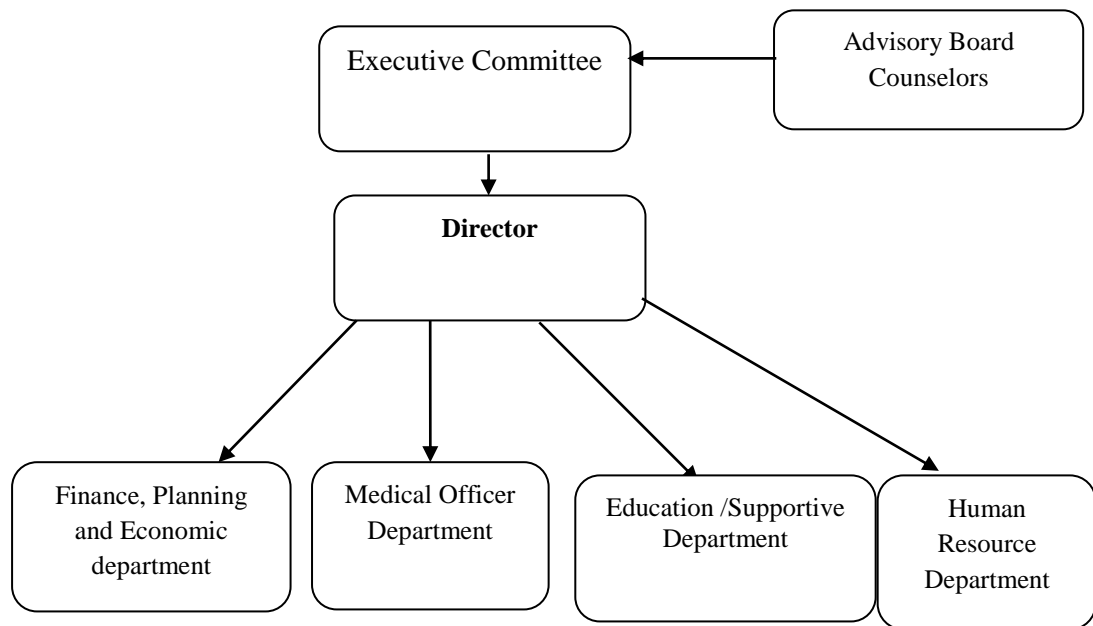 Executive Committee
Advisory Board
Counselors
Director
Finance, Planning
and Economic
department
Medical Officer
Department
Education /Supportive
Department
Human
Resource
Department